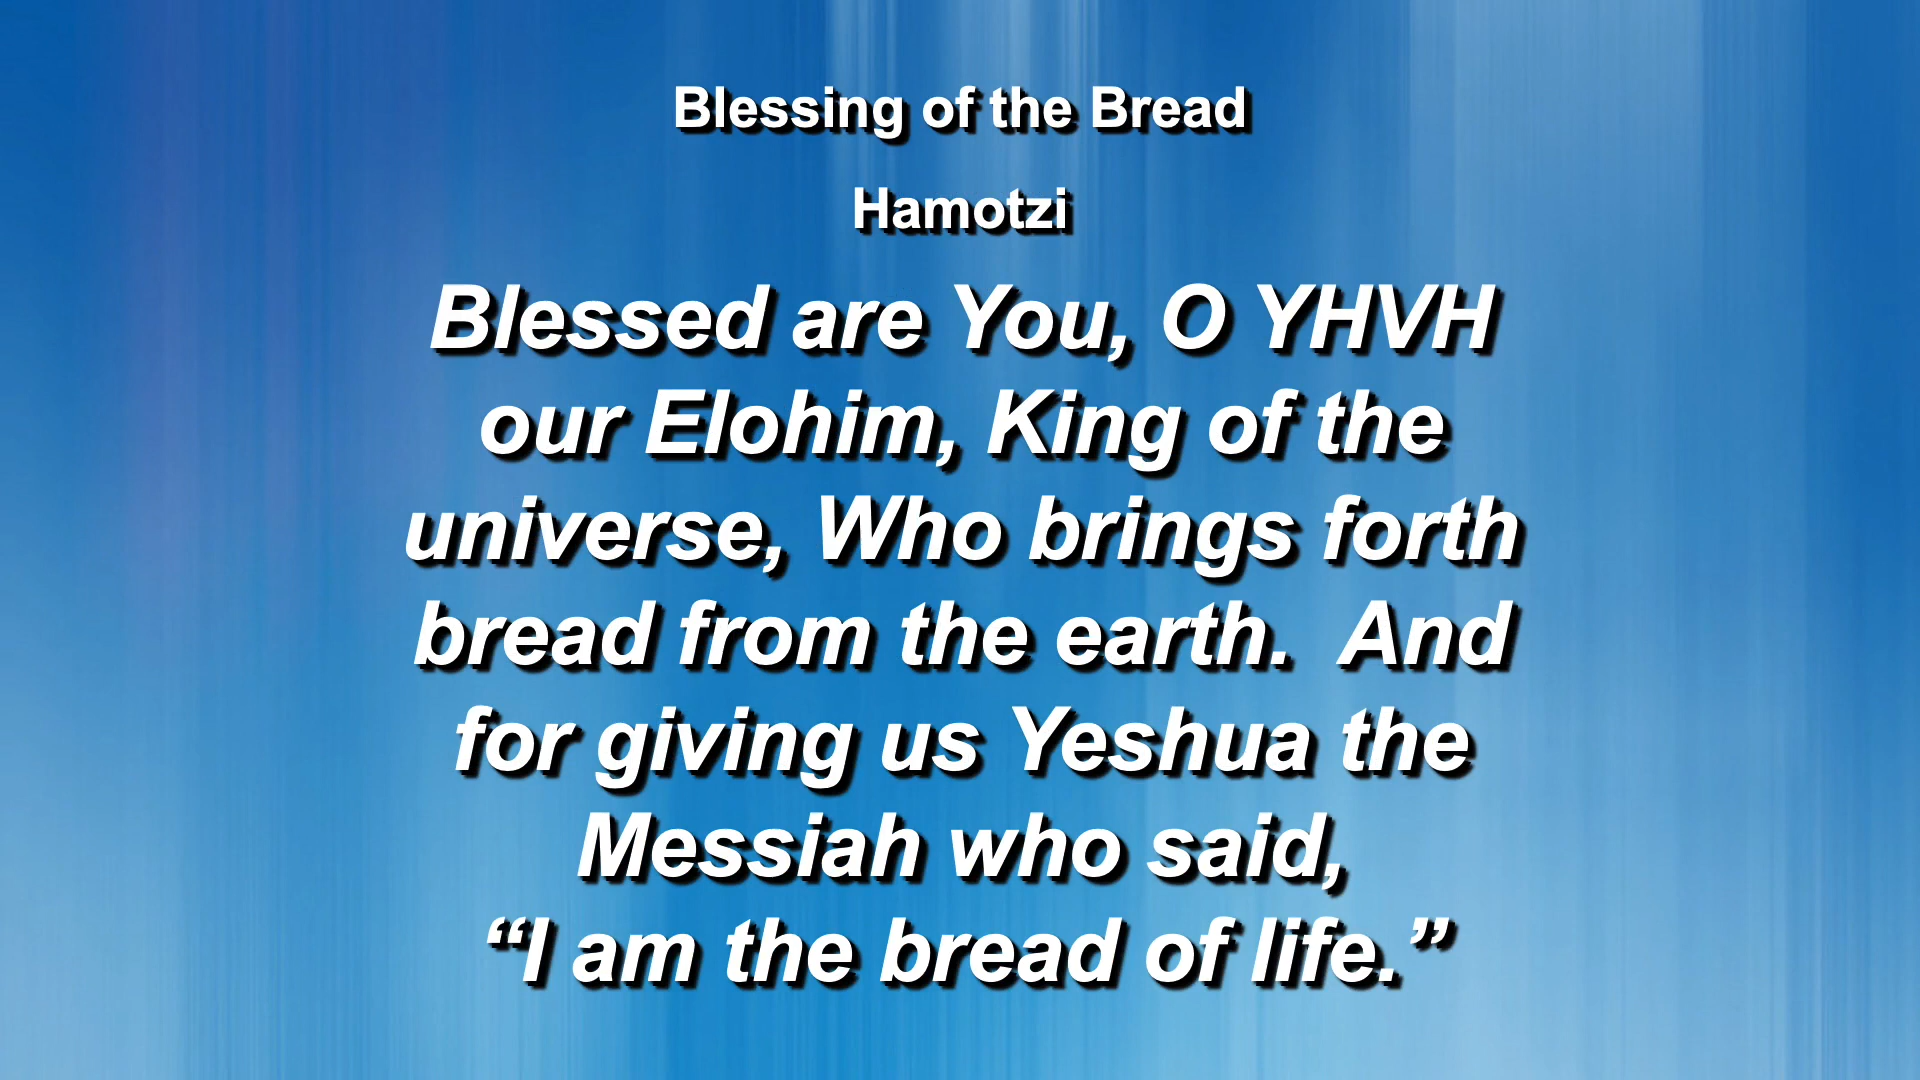 Blessing of the Bread
Hamotzi
Blessed are You, O YHVH
our Elohim, King of the
universe, Who brings forth
bread from the earth.  And
for giving us Yeshua the
Messiah who said,
“I am the bread of life.”